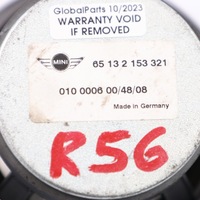 GlobalParts 10/2023
WARRANTY VOID
IF REMOVED
MINI
65 13 2 153 321
010 0006 00/48/08
Made in Germany
R56